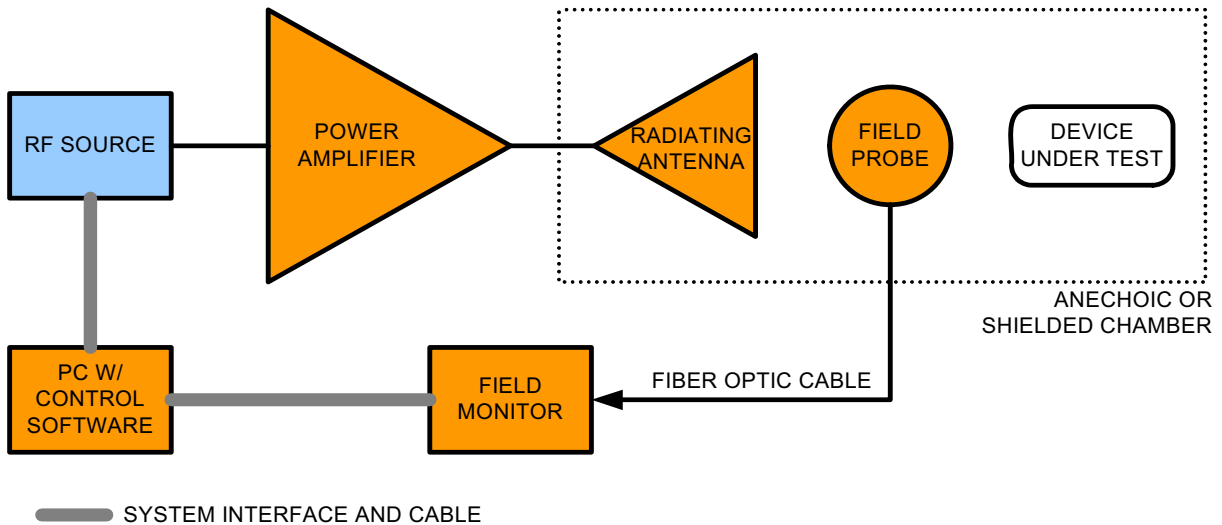 RF SOURCE
POWER
AMPLIFIER
RADIATING
ANTENNA
FIELD
PROBE
DEVICE
UNDER TEST
ANECHOIC OR
SHIELDED CHAMBER
PC W/
CONTROL
SOFTWARE
FIELD
MONITOR
FIBER OPTIC CABLE
SYSTEM INTERFACE AND CABLE